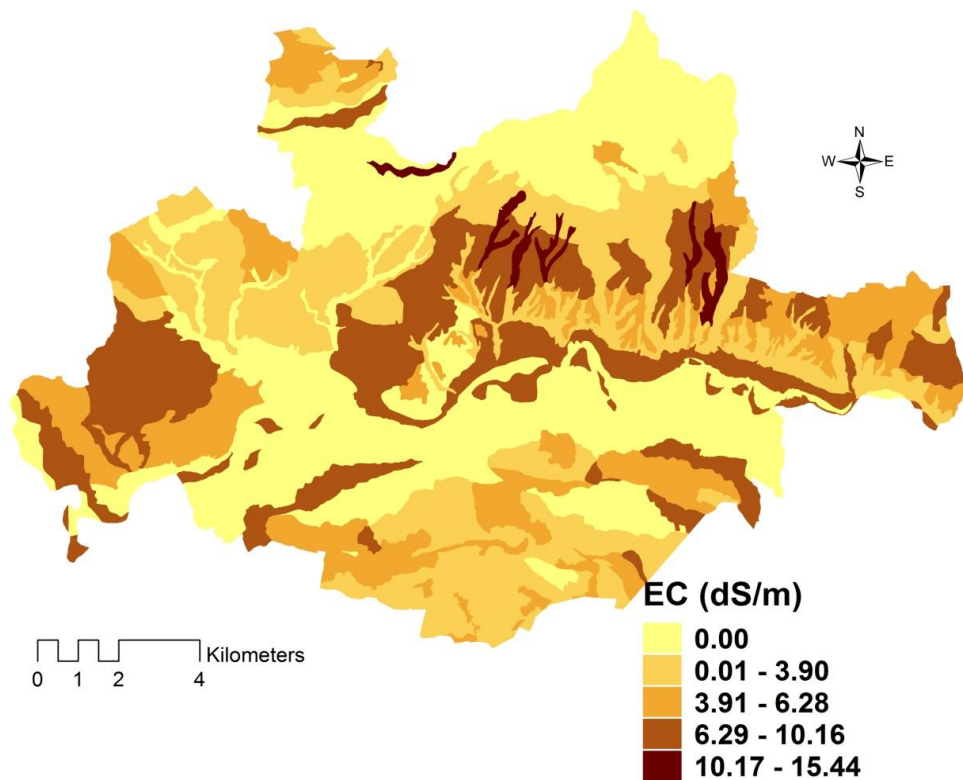 N
W E
S
EC (dS/m)
0.00
0.01 - 3.90
3.91 - 6.28
6.29 - 10.16
10.17 - 15.44
Kilometers
0 1 2 4